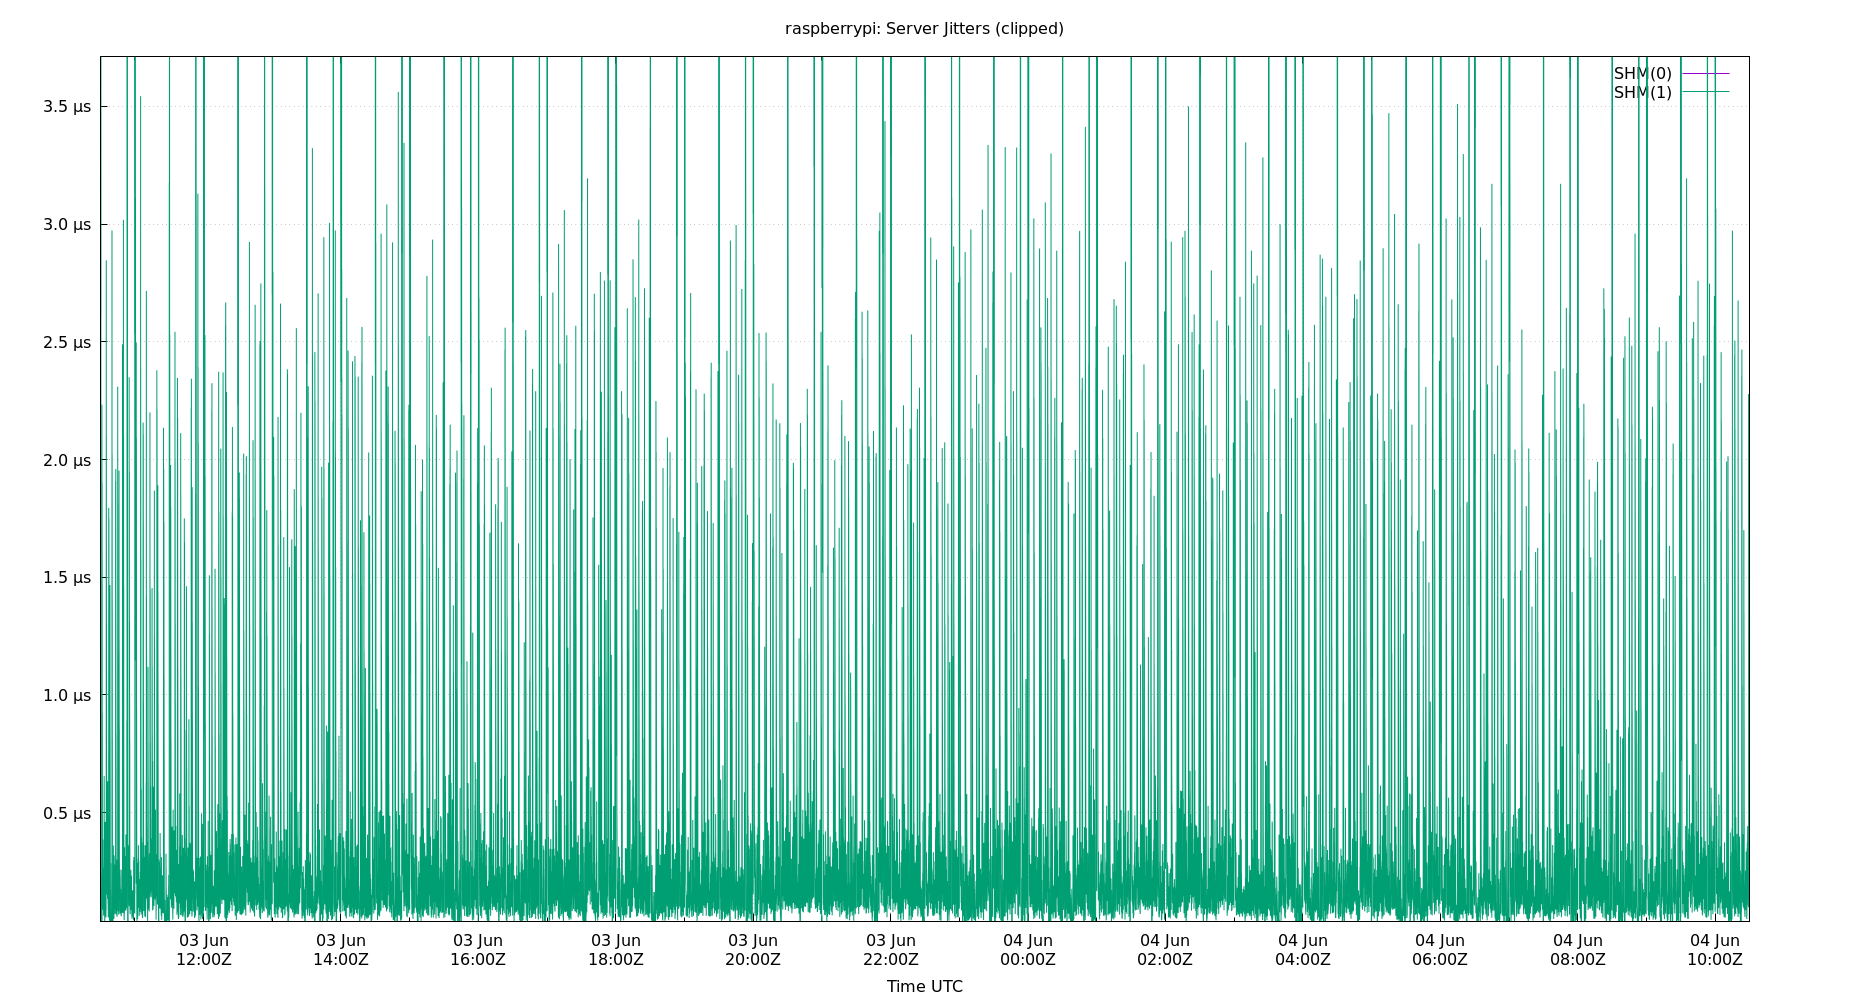 raspberrypi: Server Jitters (clipped)
SHM(0)
SHM(1)
3.5 μs
3.0 μs
2.5 μs
2.0 μs
1.5 μs
1.0 μs
0.5 μs
03 Jun 03 Jun 03 Jun 03 Jun 03 Jun 03 Jun 04 Jun 04 Jun 04 Jun 04 Jun 04 Jun 04 Jun
12:00Z 14:00Z 16:00Z 18:00Z 20:00Z 22:00Z 00:00Z 02:00Z 04:00Z 06:00Z 08:00Z 10:00Z
Time UTC